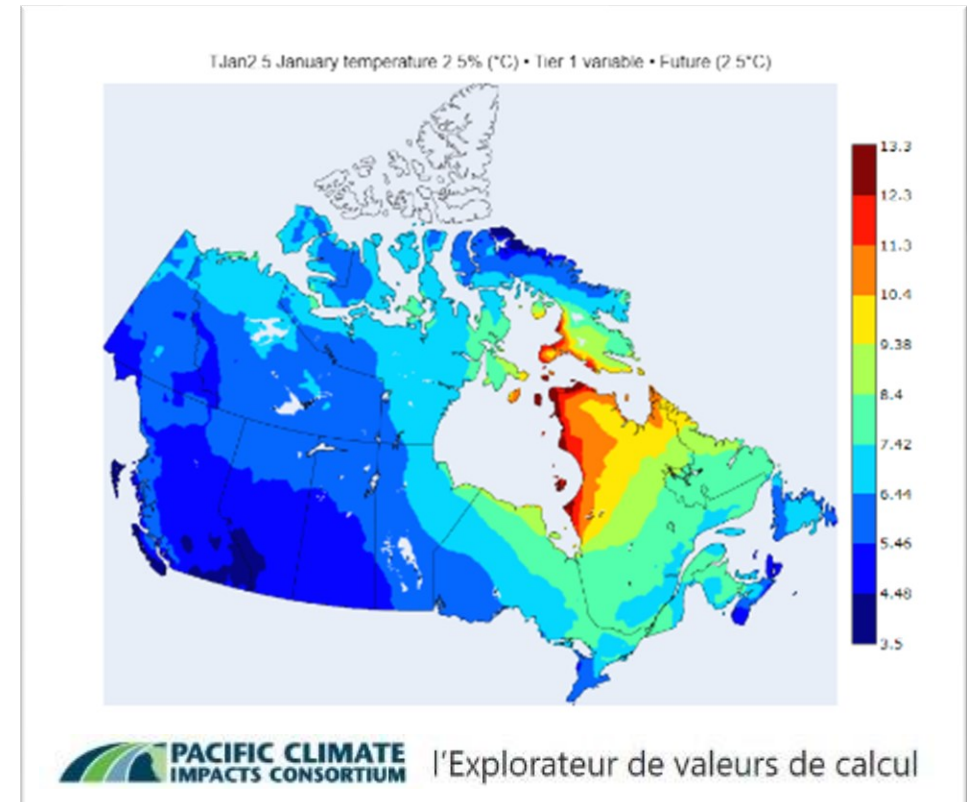 TJan2.5 January temperature 2.5% (°C) • Tier 1 variable • Future (2.5°C)
13.3
12.3
11.3
10.4
9.38
8.4
7.42
6.44
5.46
4.48
3.5
PACIFIC CLIMATE
IMPACTS CONSORTIUM
l'Explorateur de valeurs de calcul